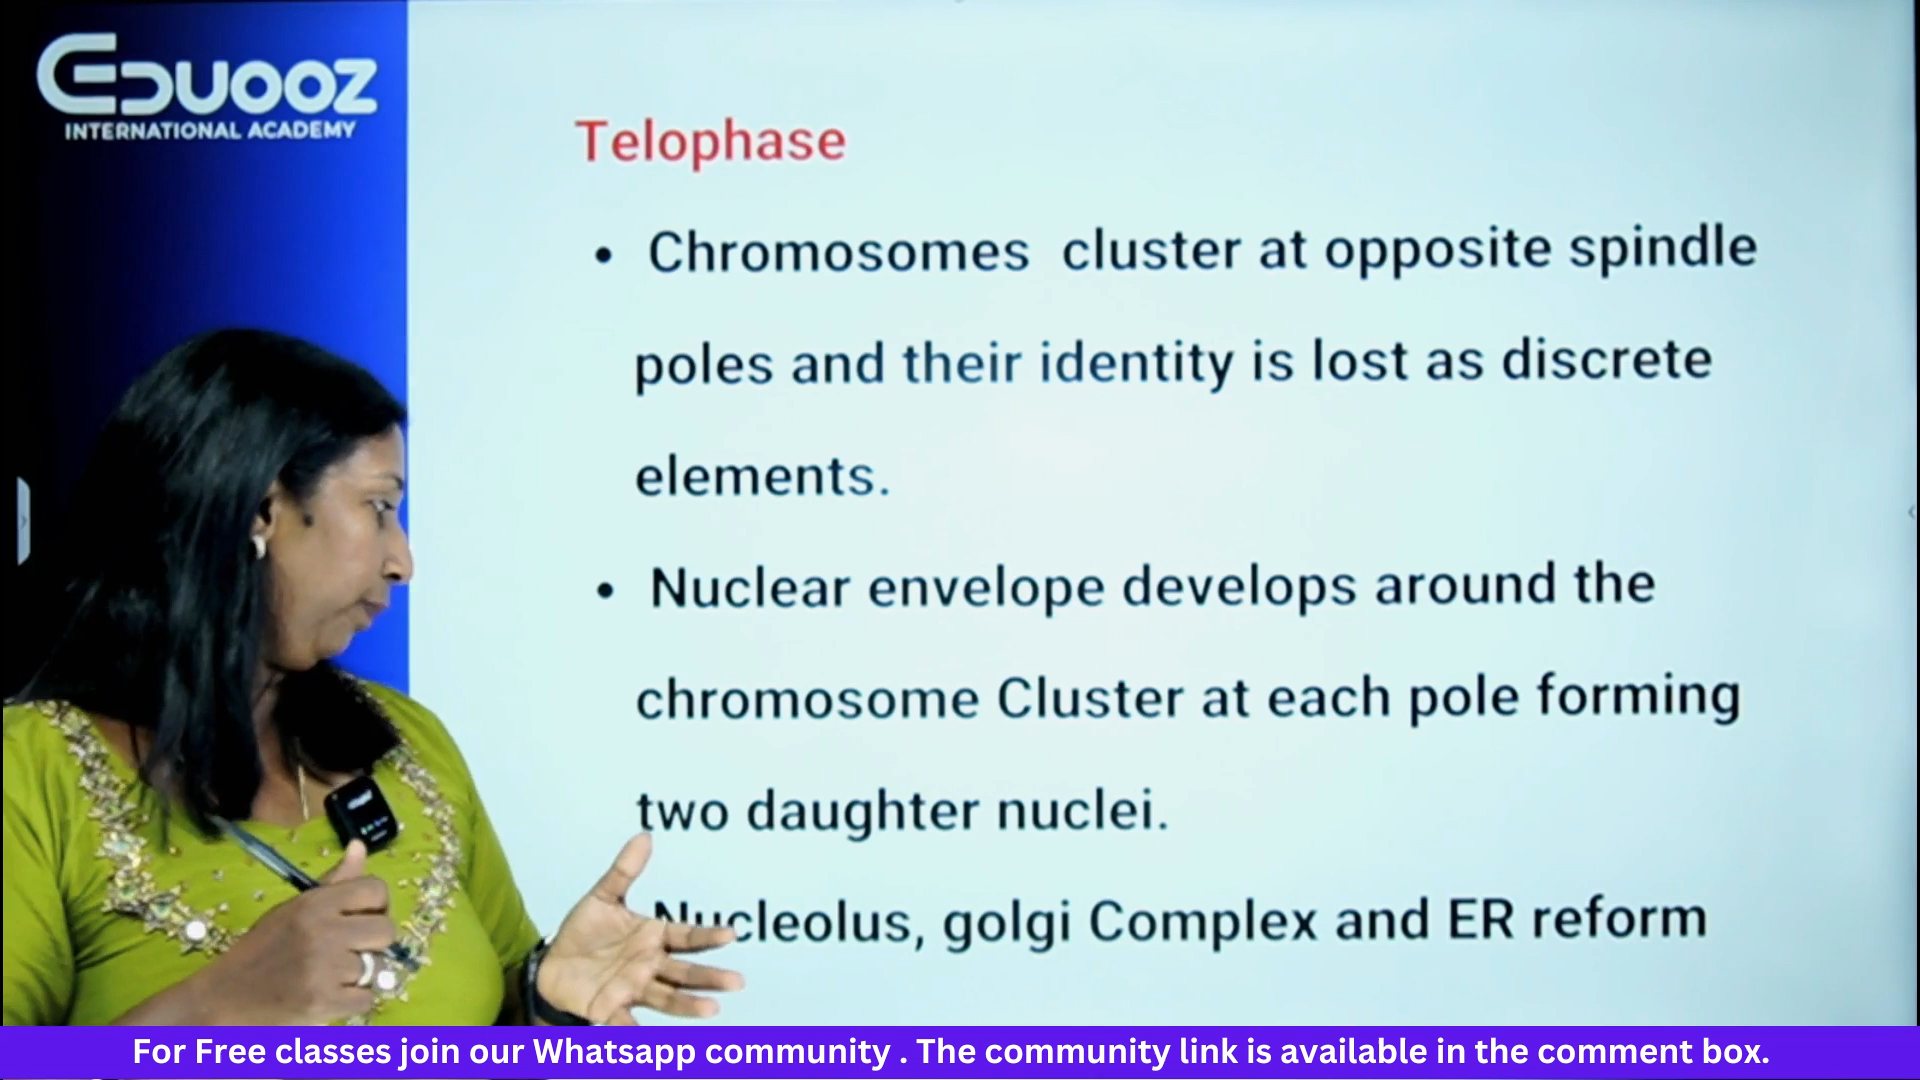 EDUOOZ
INTERNATIONAL ACADEMY
Telophase
• Chromosomes cluster at opposite spindle
poles and their identity is lost as discrete
elements.
• Nuclear envelope develops around the
chromosome Cluster at each pole forming
two daughter nuclei.
Nucleolus, golgi Complex and ER reform
For Free classes join our Whatsapp community . The community link is available in the comment box.